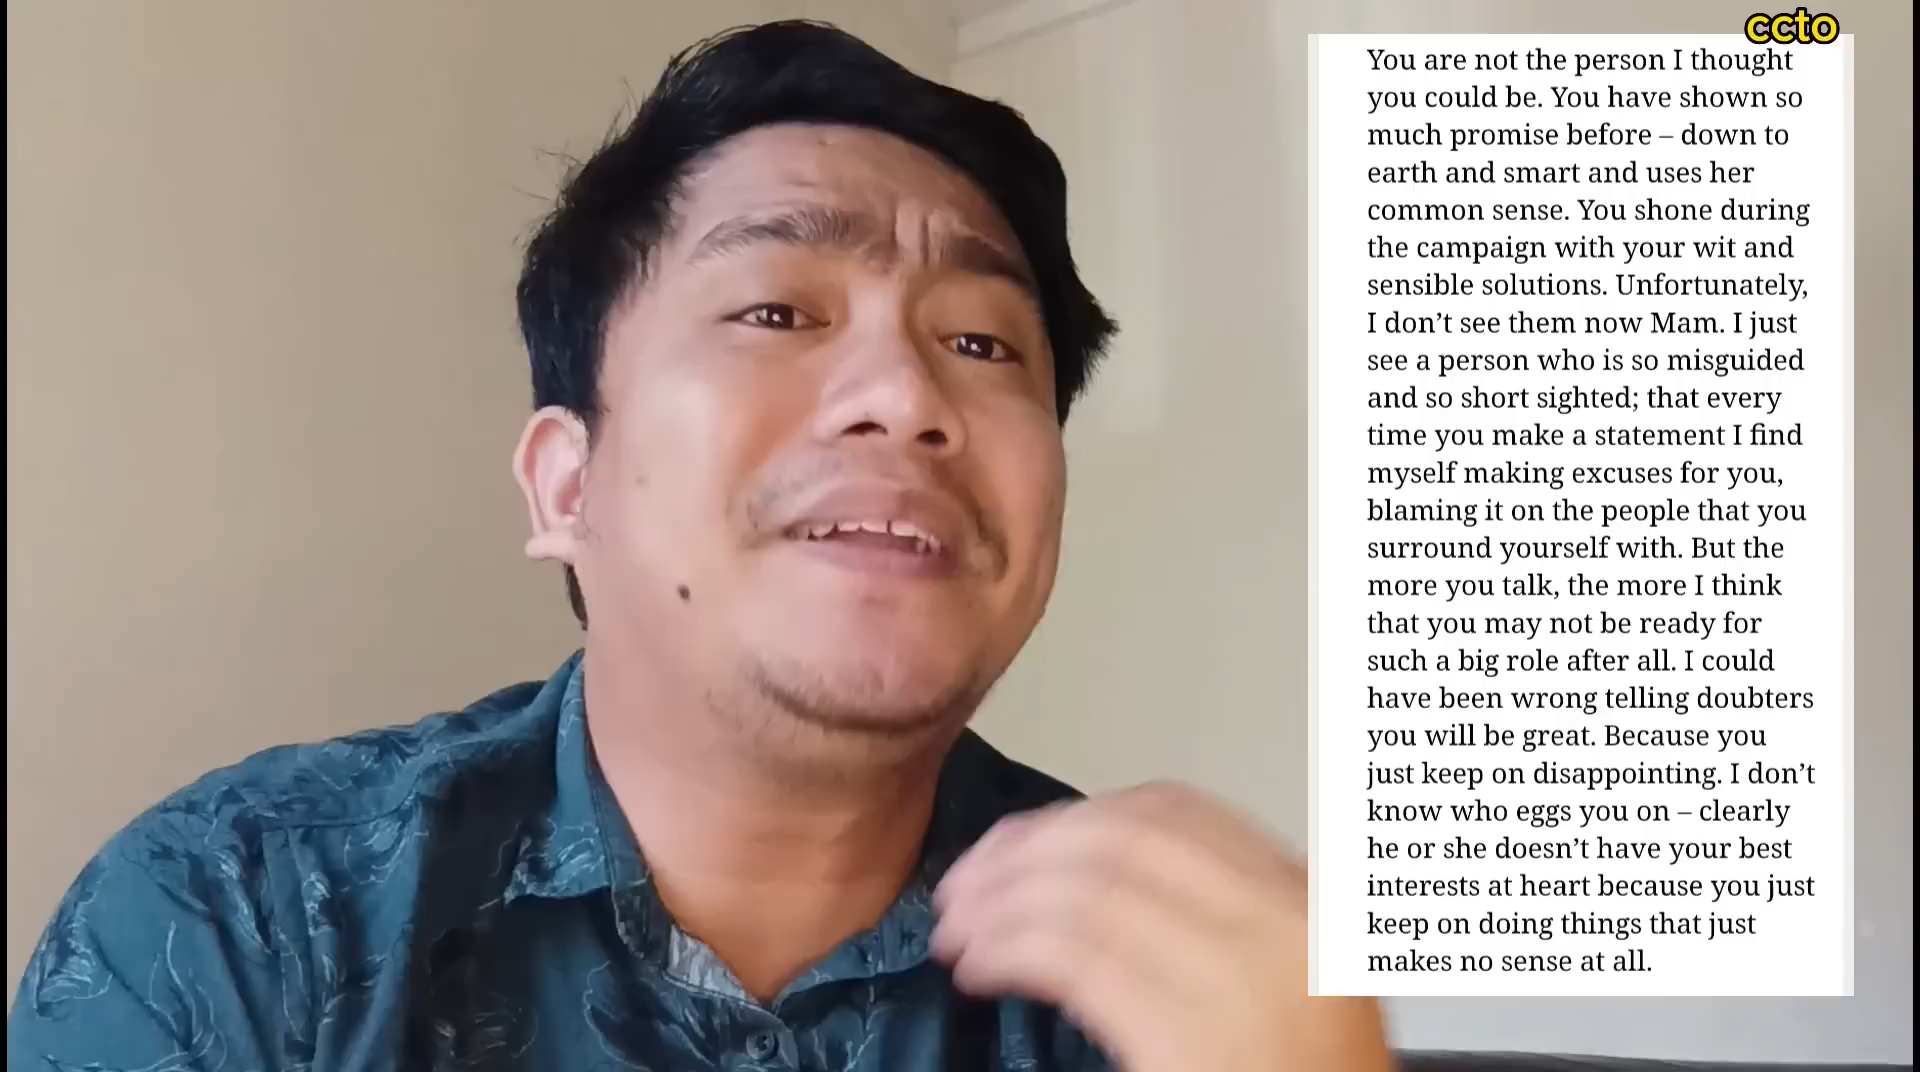 ccto
You are not the person I thought
you could be. You have shown so
much promise before – down to
earth and smart and uses her
common sense. You shone during
the campaign with your wit and
sensible solutions. Unfortunately,
I don’t see them now Mam. I just
see a person who is so misguided
and so short sighted; that every
time you make a statement I find
myself making excuses for you,
blaming it on the people that you
surround yourself with. But the
more you talk, the more I think
that you may not be ready for
such a big role after all. I could
have been wrong telling doubters
you will be great. Because you
just keep on disappointing. I don’t
know who eggs you on – clearly
he or she doesn’t have your best
interests at heart because you just
keep on doing things that just
makes no sense at all.